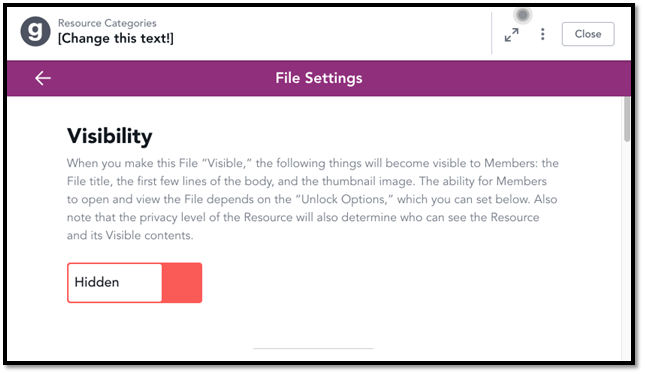 g
Resource Categories
[Change this text!]
Close
File Settings
Visibility
When you make this File “Visible,” the following things will become visible to Members: the
File title, the first few lines of the body, and the thumbnail image. The ability for Members
to open and view the File depends on the “Unlock Options,” which you can set below. Also
note that the privacy level of the Resource will also determine who can see the Resource
and its Visible contents.
Hidden